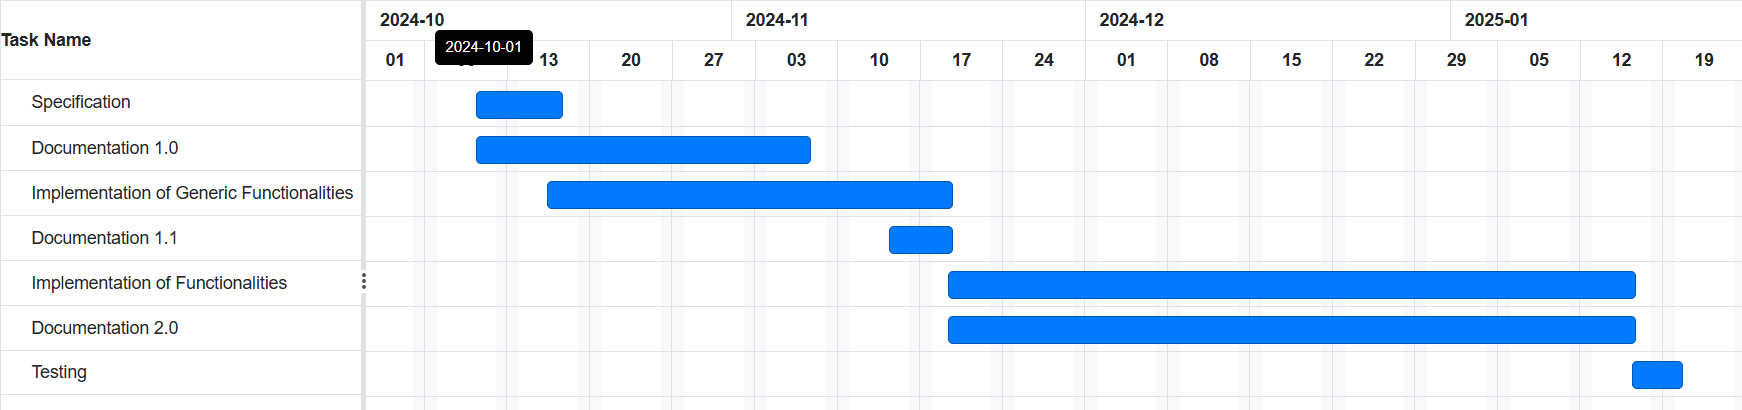 2024-10 2024-11 2024-12 2025-01
Task Name
2024-10-01
01 13 20 27 03 10 17 24 01 08 15 22 29 05 12 19
Specification
Documentation 1.0
Implementation of Generic Functionalities
Documentation 1.1
Implementation of Functionalities
Documentation 2.0
Testing